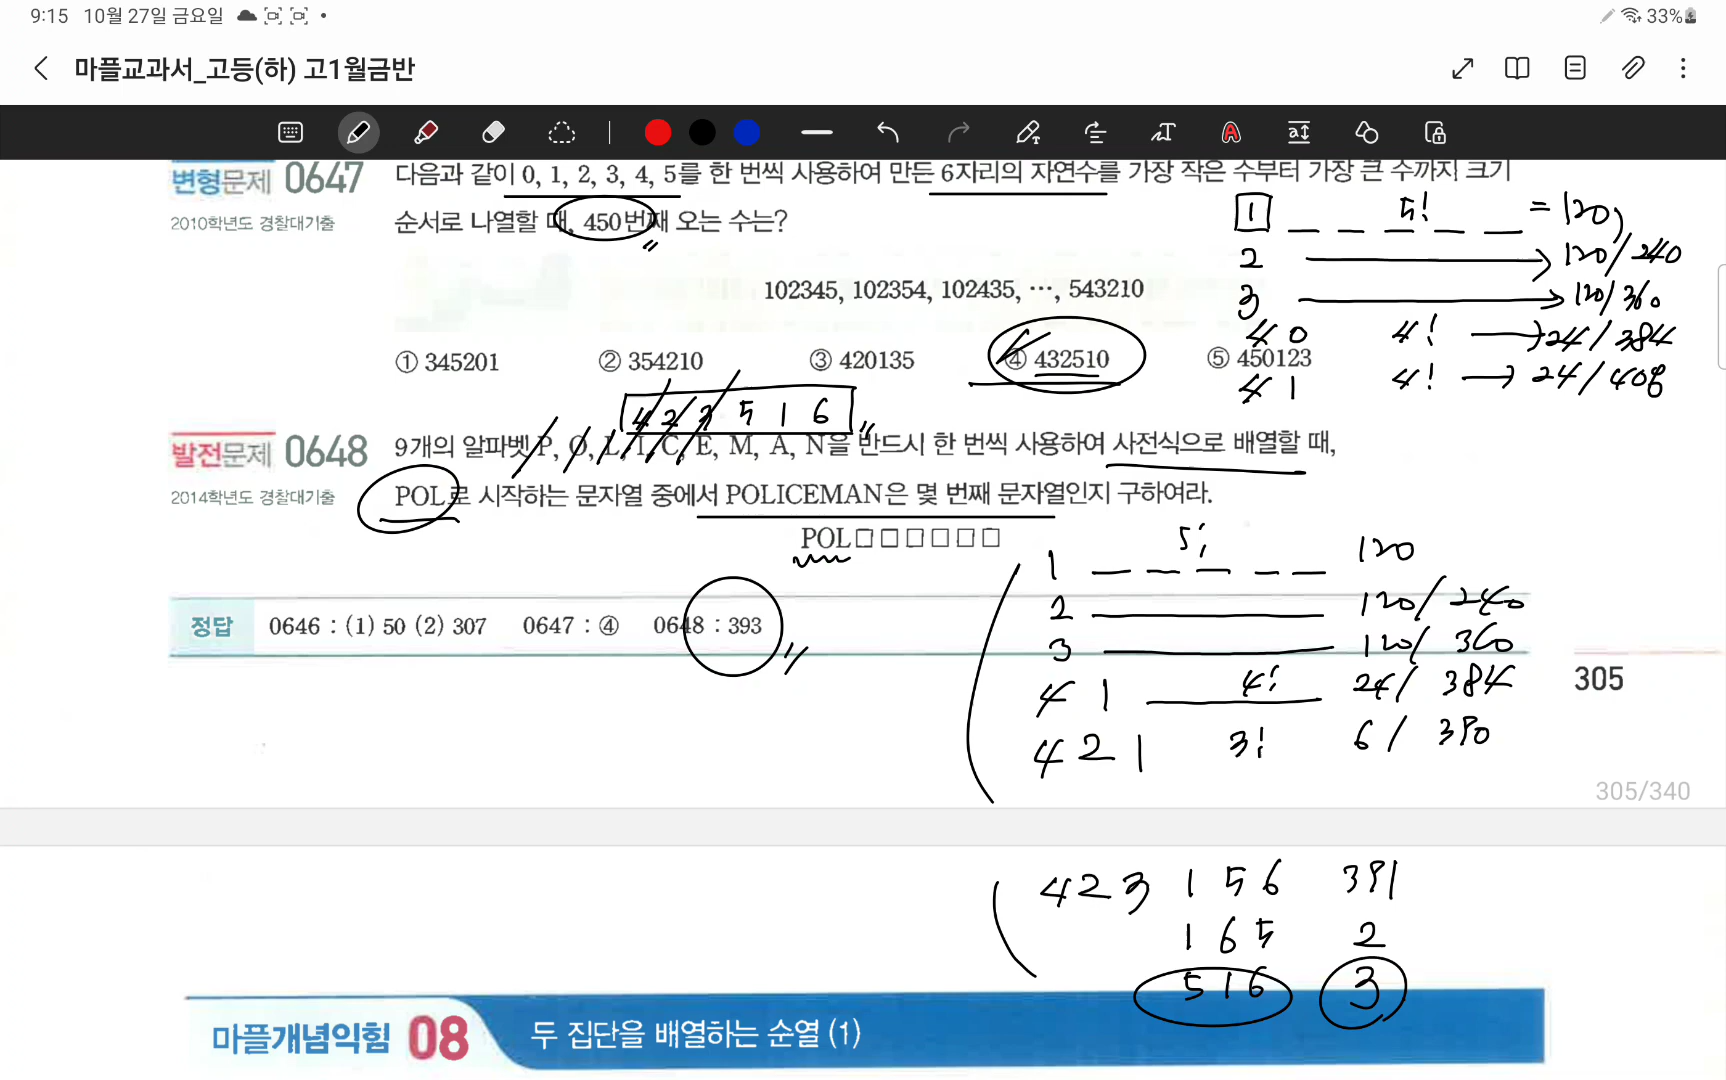 9:15 10월 27일 금요일
33%
마플교과서_고등(하) 고1월금반
변형문제 0647 다음과 같이 0, 1, 2, 3, 4, 5를 한 번씩 사용하여 만든 6자리의 자연수를 가장 작은 수부터 가장 큰 수까지 크기
2010학년도 경찰대기출 순서로 나열할 때, 450번째 오는 수는?
102345, 102354, 102435, ⋯, 543210
① 345201 ② 354210 ③ 420135 ④ 432510 ⑤ 450123
1 5! = 120
2 → 120/240
3 → 120/360
4 0 4! → 24/384
4 1 4! → 24/408
4 2 3 5 1 6
발전문제 0648 9개의 알파벳 P, O, L, I, C, E, M, A, N을 반드시 한 번씩 사용하여 사전식으로 배열할 때,
2014학년도 경찰대기출 POL로 시작하는 문자열 중에서 POLICEMAN은 몇 번째 문자열인지 구하여라.
POL□□□□□□
1 5! 120
2 120/240
3 120/360
4 1 4! 24/384
4 2 1 3! 6/390
정답 0646 : (1) 50 (2) 307 0647 : ④ 0648 : 393
305
305/340
4 2 3 1 5 6 391
1 6 5 2
5 1 6 3
마플개념익힘 08 두 집단을 배열하는 순열 (1)